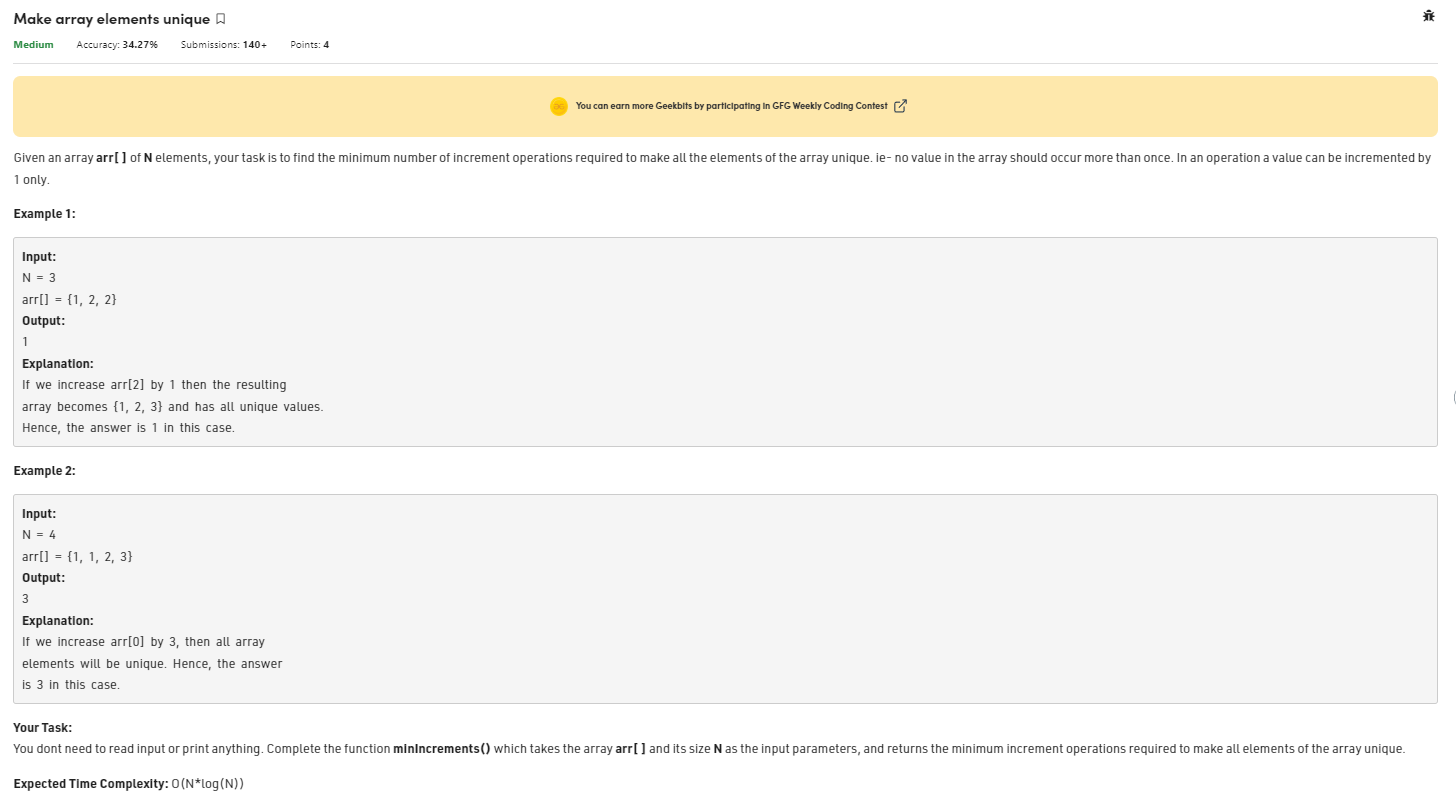 Make array elements unique
Medium Accuracy: 34.27% Submissions: 140+ Points: 4
You can earn more Geekbits by participating in GFG Weekly Coding Contest
Given an array arr[ ] of N elements, your task is to find the minimum number of increment operations required to make all the elements of the array unique. ie- no value in the array should occur more than once. In an operation a value can be incremented by
1 only.
Example 1:
Input:
N = 3
arr[] = {1, 2, 2}
Output:
1
Explanation:
If we increase arr[2] by 1 then the resulting
array becomes {1, 2, 3} and has all unique values.
Hence, the answer is 1 in this case.
Example 2:
Input:
N = 4
arr[] = {1, 1, 2, 3}
Output:
3
Explanation:
If we increase arr[0] by 3, then all array
elements will be unique. Hence, the answer
is 3 in this case.
Your Task:
You dont need to read input or print anything. Complete the function minIncrements() which takes the array arr[ ] and its size N as the input parameters, and returns the minimum increment operations required to make all elements of the array unique.
Expected Time Complexity: O(N*log(N))